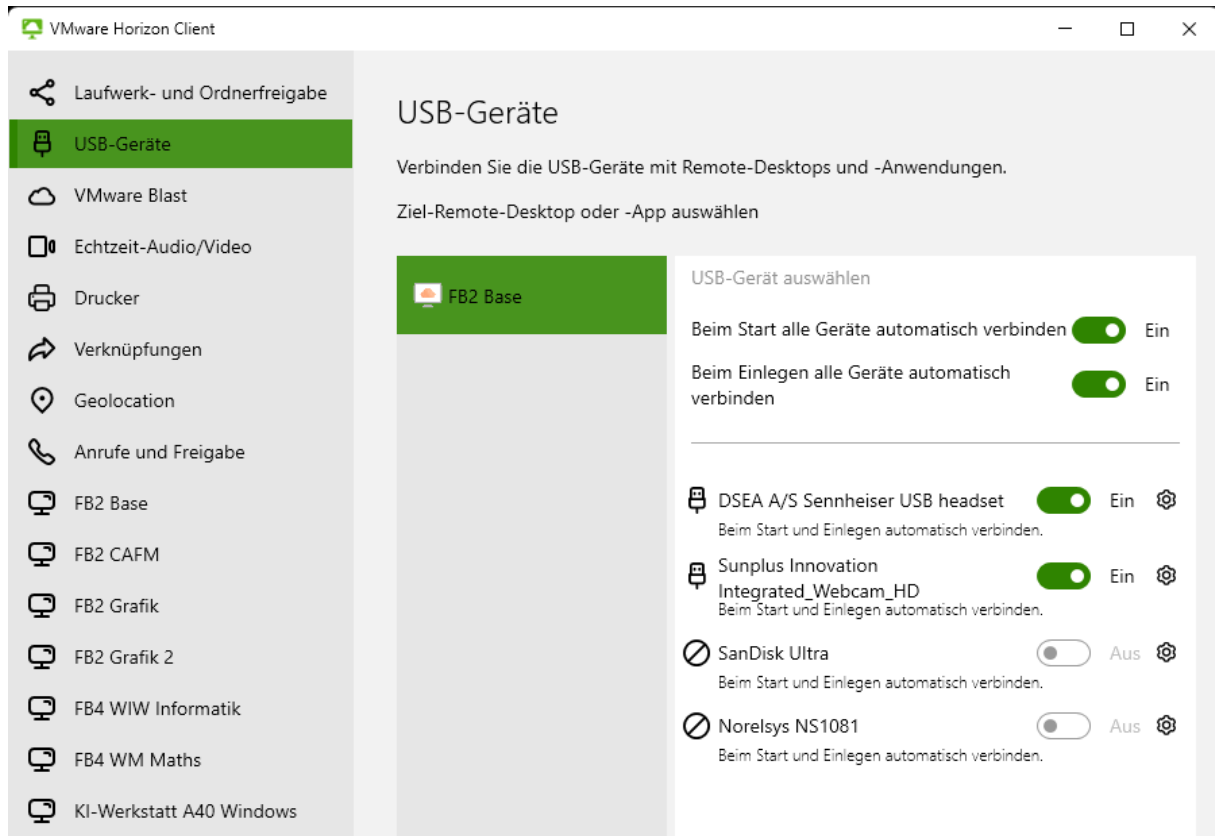 VMware Horizon Client
Laufwerk- und Ordnerfreigabe
USB-Geräte
VMware Blast
Echtzeit-Audio/Video
Drucker
Verknüpfungen
Geolocation
Anrufe und Freigabe
FB2 Base
FB2 CAFM
FB2 Grafik
FB2 Grafik 2
FB4 WIW Informatik
FB4 WM Maths
KI-Werkstatt A40 Windows
USB-Geräte
Verbinden Sie die USB-Geräte mit Remote-Desktops und -Anwendungen.
Ziel-Remote-Desktop oder -App auswählen
FB2 Base
USB-Gerät auswählen
Beim Start alle Geräte automatisch verbinden Ein
Beim Einlegen alle Geräte automatisch
verbinden Ein
DSEA A/S Sennheiser USB headset Ein
Beim Start und Einlegen automatisch verbinden.
Sunplus Innovation
Integrated_Webcam_HD Ein
Beim Start und Einlegen automatisch verbinden.
SanDisk Ultra Aus
Beim Start und Einlegen automatisch verbinden.
Norelsys NS1081 Aus
Beim Start und Einlegen automatisch verbinden.